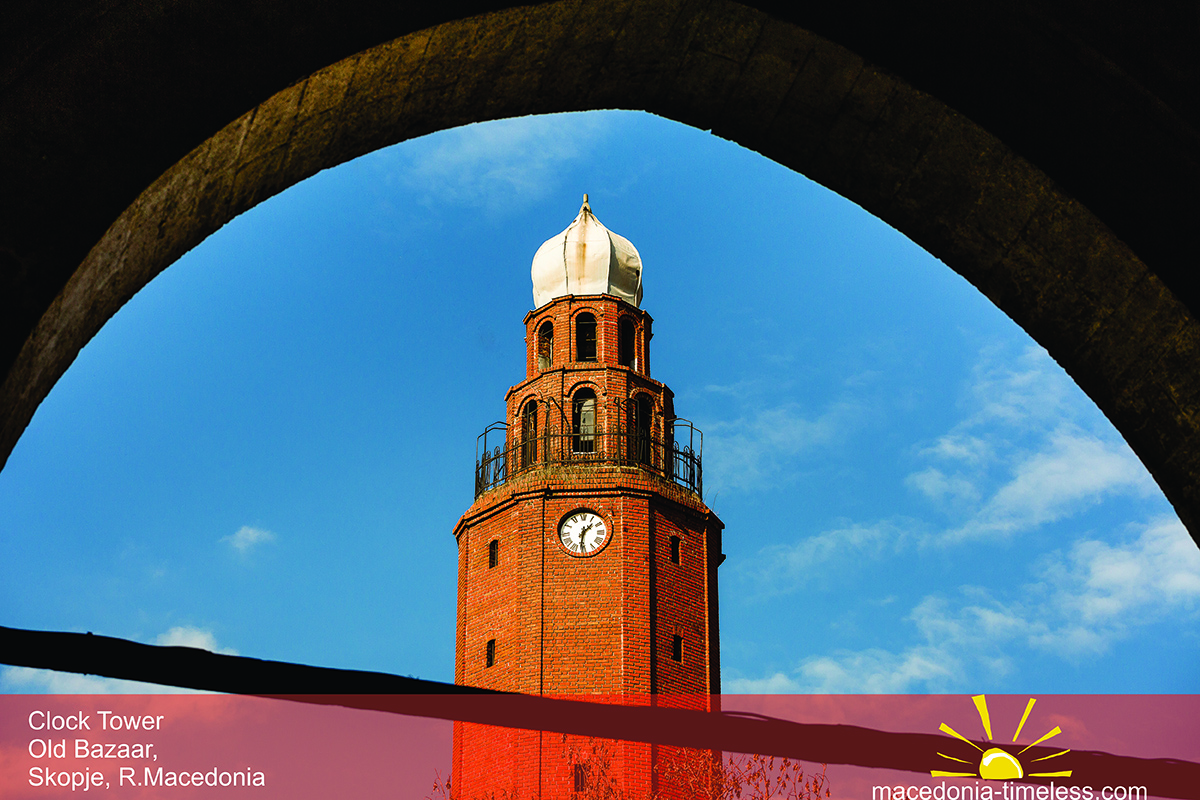 Clock Tower
Old Bazaar,
Skopje, R.Macedonia
macedonia-timeless.com